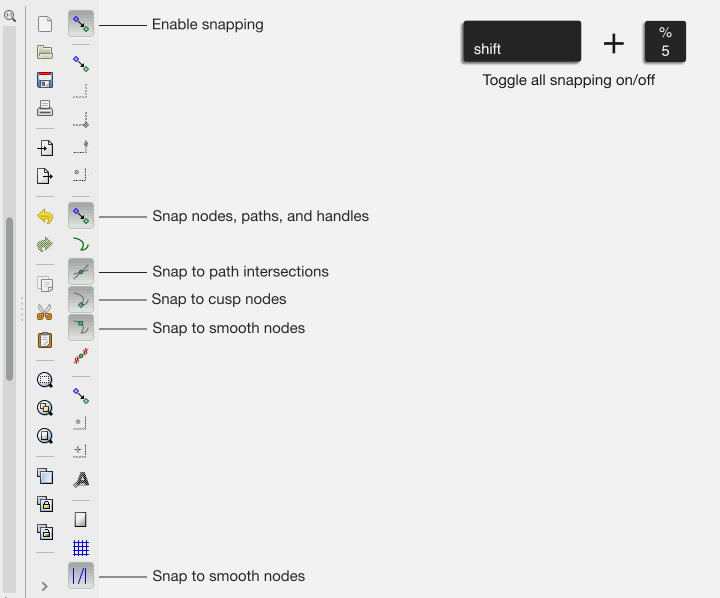 Enable snapping
shift
+
%
5
Toggle all snapping on/off
Snap nodes, paths, and handles
Snap to path intersections
Snap to cusp nodes
Snap to smooth nodes
Snap to smooth nodes